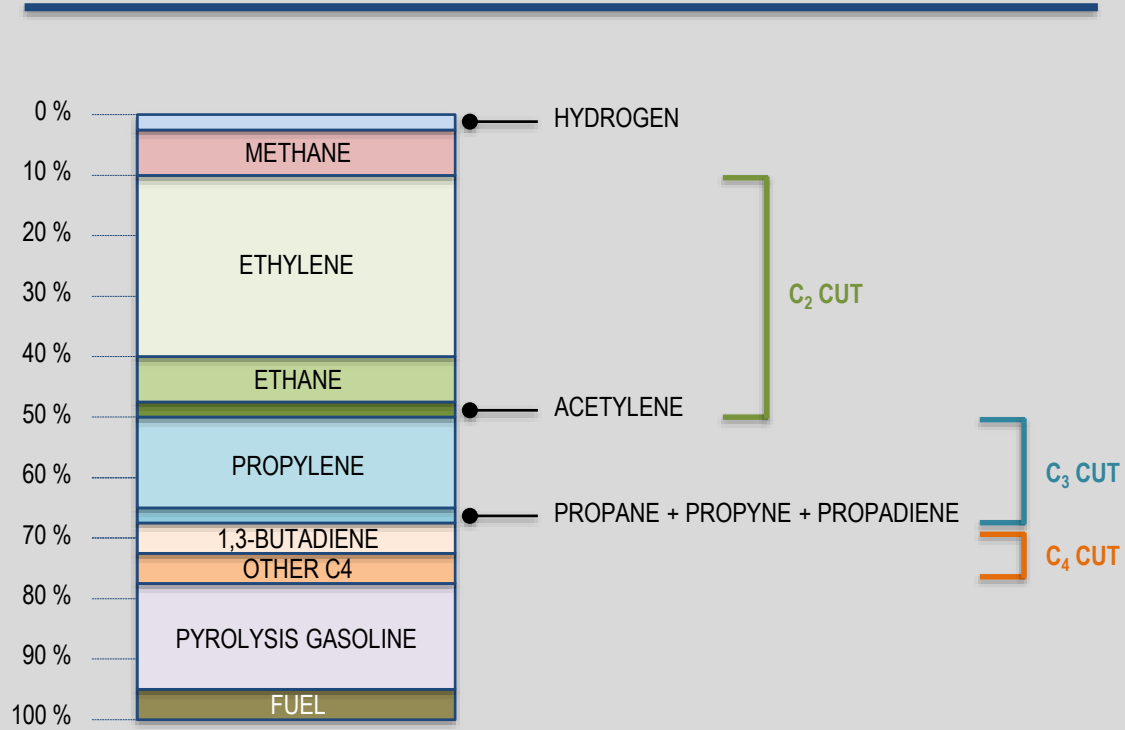 0 %
HYDROGEN
METHANE
10 %
20 %
ETHYLENE
30 %
C₂ CUT
40 %
ETHANE
ACETYLENE
50 %
PROPYLENE
60 %
C₃ CUT
PROPANE + PROPYNE + PROPADIENE
70 %
1,3-BUTADIENE
C₄ CUT
OTHER C4
80 %
PYROLYSIS GASOLINE
90 %
FUEL
100 %